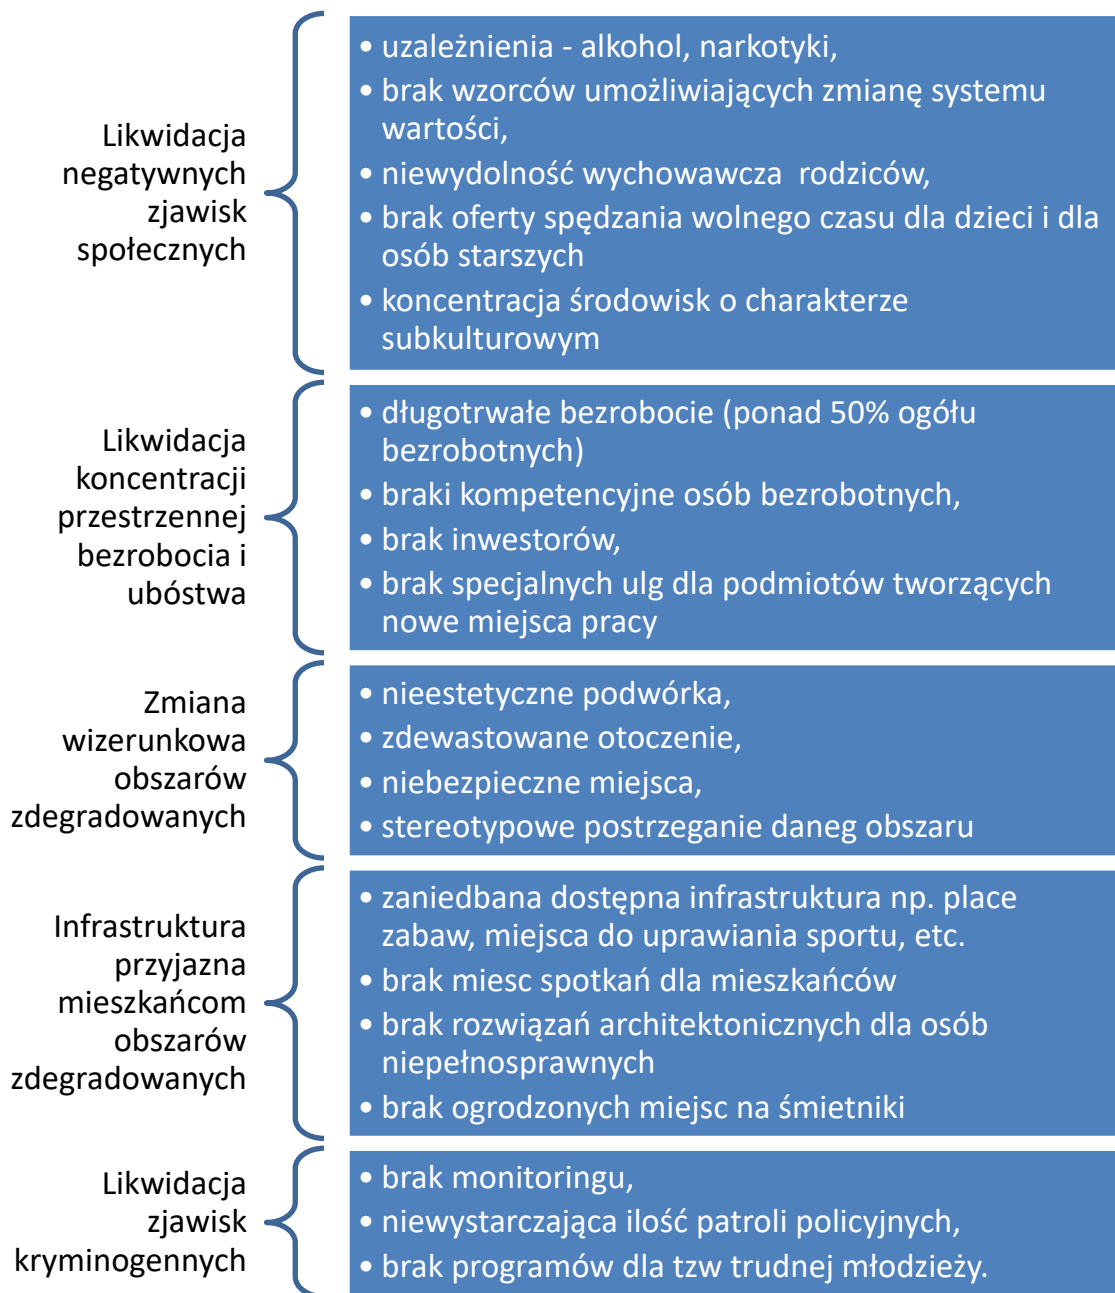 Likwidacja
negatywnych
zjawisk
społecznych
• uzależnienia - alkohol, narkotyki,
• brak wzorców umożliwiających zmianę systemu
wartości,
• niewydolność wychowawcza  rodziców,
• brak oferty spędzania wolnego czasu dla dzieci i dla
osób starszych
• koncentracja środowisk o charakterze
subkulturowym
Likwidacja
koncentracji
przestrzennej
bezrobocia i
ubóstwa
• długotrwałe bezrobocie (ponad 50% ogółu
bezrobotnych)
• braki kompetencyjne osób bezrobotnych,
• brak inwestorów,
• brak specjalnych ulg dla podmiotów tworzących
nowe miejsca pracy
Zmiana
wizerunkowa
obszarów
zdegradowanych
• nieestetyczne podwórka,
• zdewastowane otoczenie,
• niebezpieczne miejsca,
• stereotypowe postrzeganie daneg obszaru
Infrastruktura
przyjazna
mieszkańcom
obszarów
zdegradowanych
• zaniedbana dostępna infrastruktura np. place
zabaw, miejsca do uprawiania sportu, etc.
• brak miesc spotkań dla mieszkańców
• brak rozwiązań architektonicznych dla osób
niepełnosprawnych
• brak ogrodzonych miejsc na śmietniki
Likwidacja
zjawisk
kryminogennych
• brak monitoringu,
• niewystarczająca ilość patroli policyjnych,
• brak programów dla tzw trudnej młodzieży.